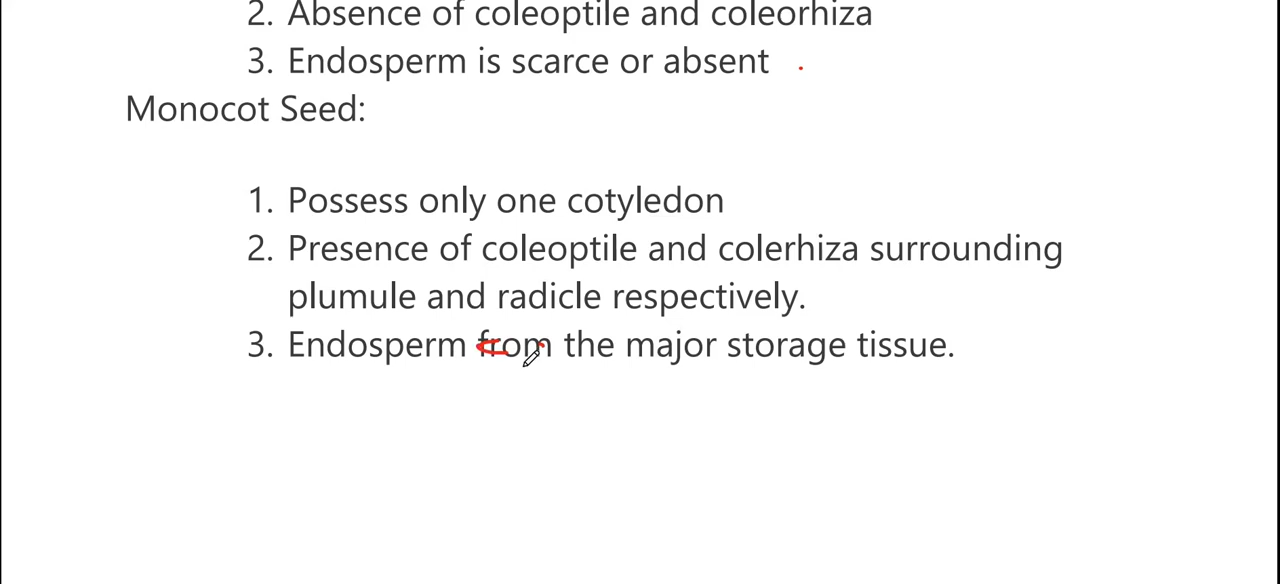 2. Absence of coleoptile and coleorhiza
3. Endosperm is scarce or absent
Monocot Seed:
1. Possess only one cotyledon
2. Presence of coleoptile and colerhiza surrounding
plumule and radicle respectively.
3. Endosperm from the major storage tissue.